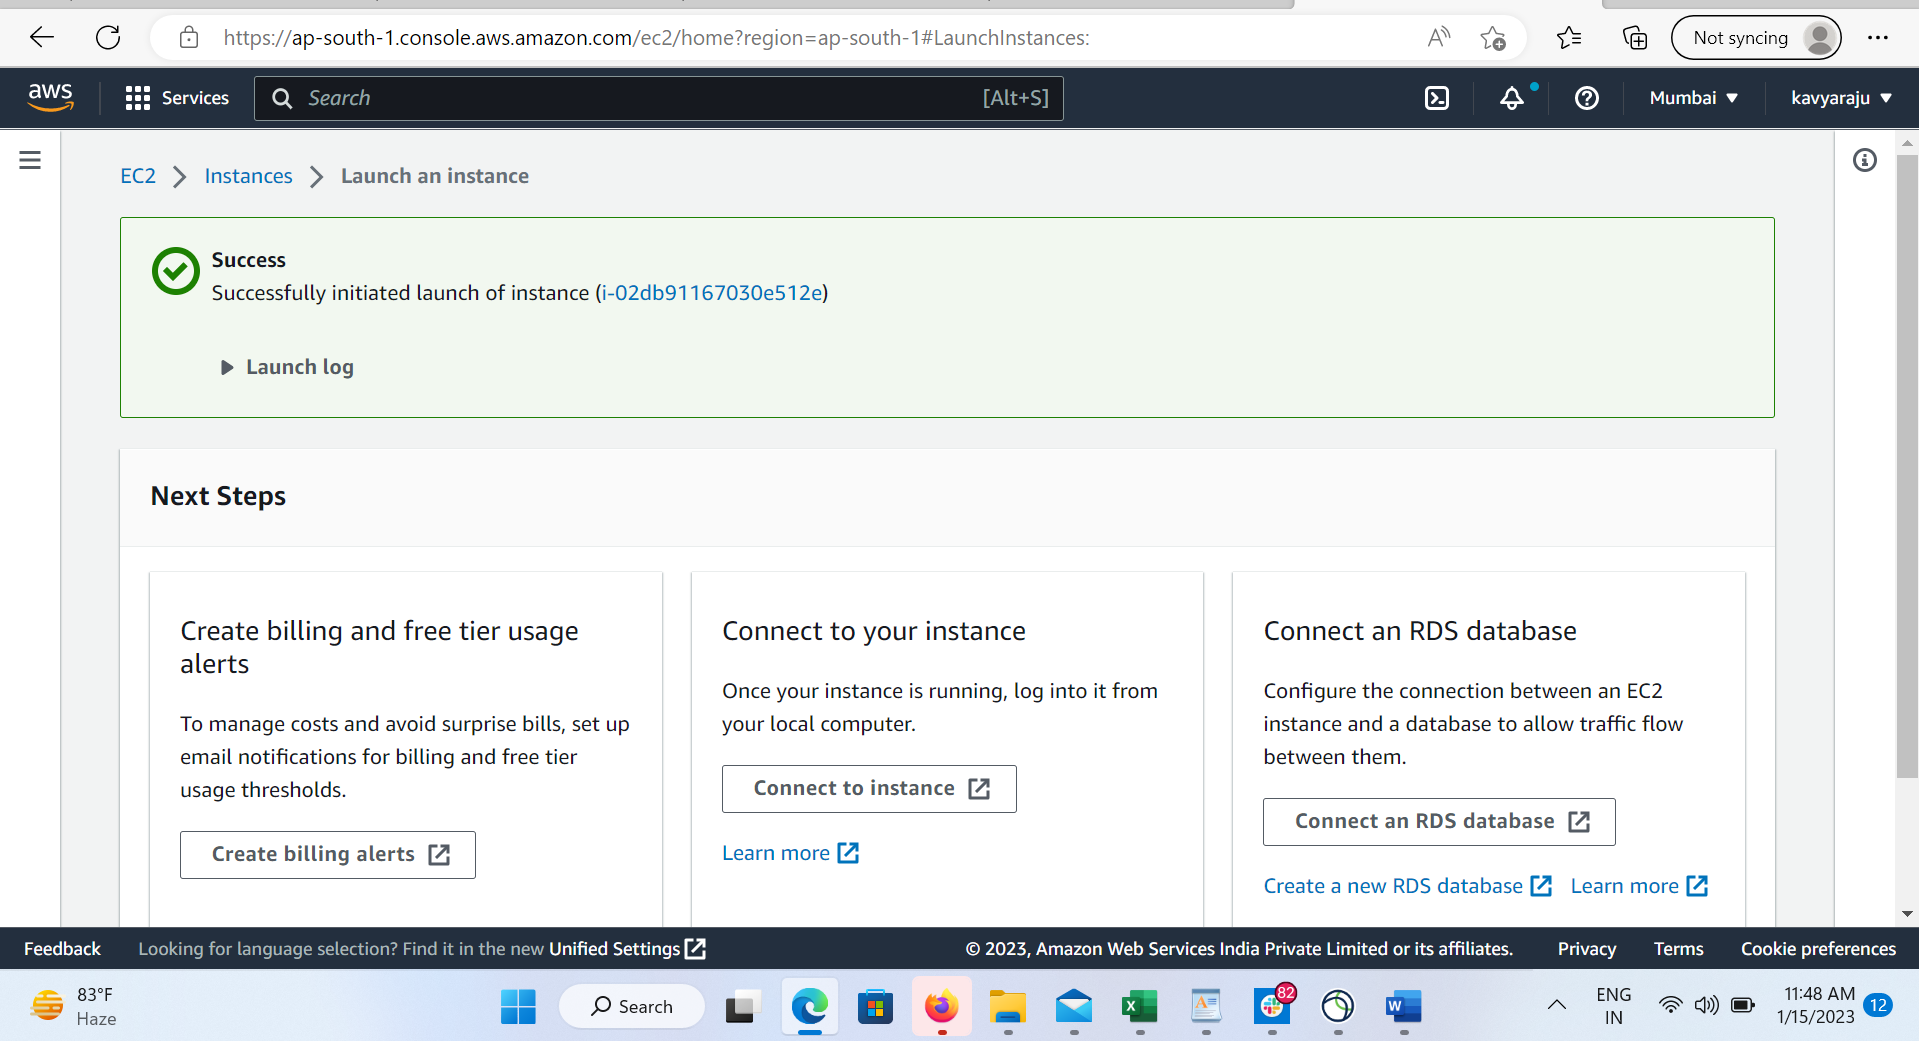 https://ap-south-1.console.aws.amazon.com/ec2/home?region=ap-south-1#LaunchInstances:
Not syncing
aws
Services
Search
[Alt+S]
Mumbai
kavyaraju
EC2
Instances
Launch an instance
Success
Successfully initiated launch of instance (i-02db91167030e512e)
Launch log
Next Steps
Create billing and free tier usage
alerts
To manage costs and avoid surprise bills, set up
email notifications for billing and free tier
usage thresholds.
Create billing alerts
Connect to your instance
Once your instance is running, log into it from
your local computer.
Connect to instance
Learn more
Connect an RDS database
Configure the connection between an EC2
instance and a database to allow traffic flow
between them.
Connect an RDS database
Create a new RDS database
Learn more
Feedback
Looking for language selection? Find it in the new Unified Settings
© 2023, Amazon Web Services India Private Limited or its affiliates.
Privacy
Terms
Cookie preferences
83°F
Haze
Search
82
ENG
IN
11:48 AM
1/15/2023
12